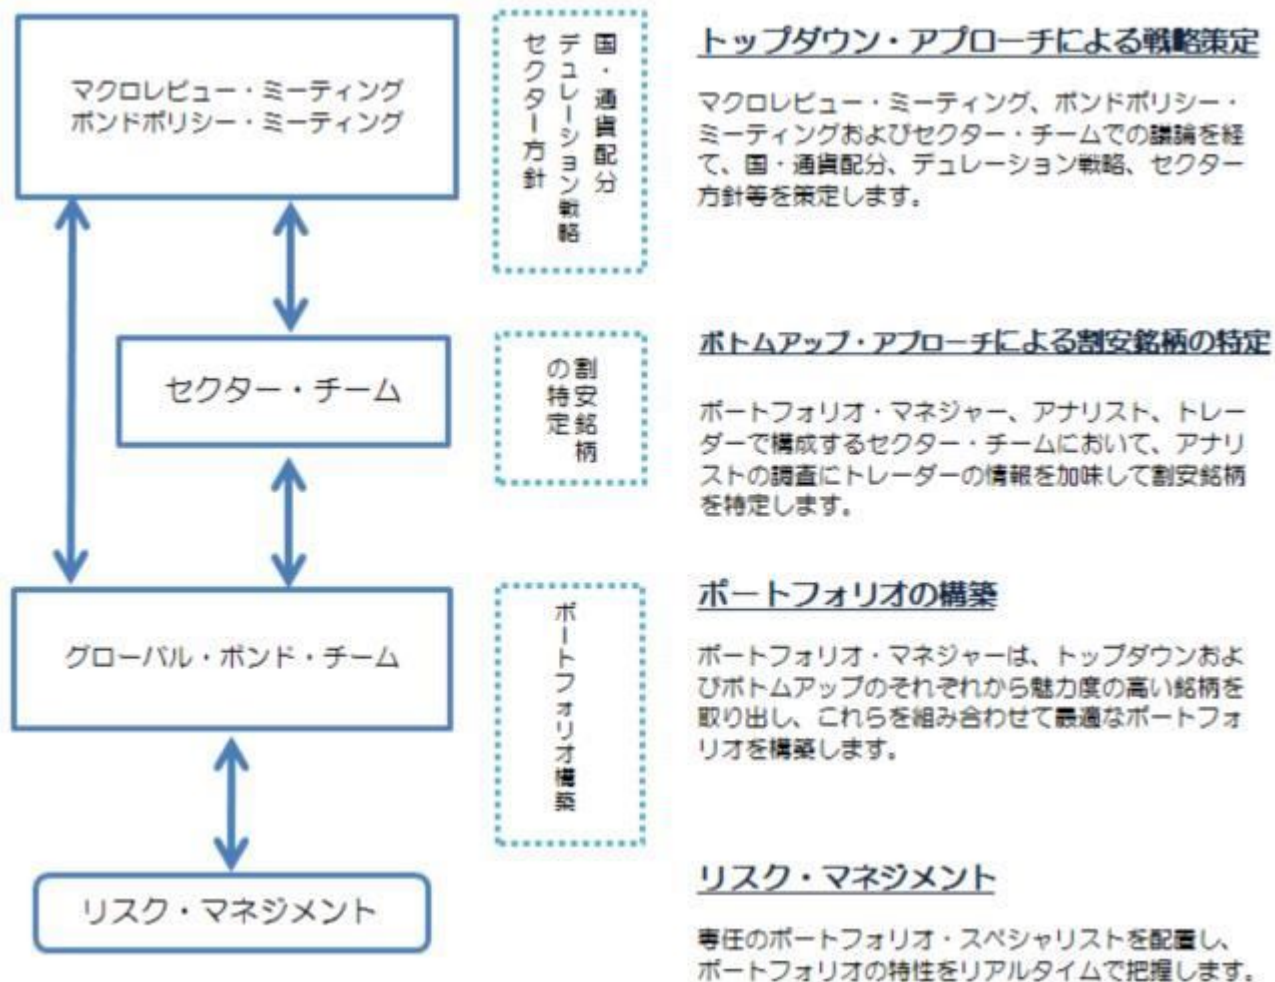 マクロレビュー・ミーティング
ボンドポリシー・ミーティング
国・通貨配分
デュレーション戦略
セクター方針
トップダウン・アプローチによる戦略策定
マクロレビュー・ミーティング、ボンドポリシー・
ミーティングおよびセクター・チームでの議論を経
て、国・通貨配分、デュレーション戦略、セクター
方針等を策定します。
セクター・チーム
割安銘柄
の特定
ボトムアップ・アプローチによる割安銘柄の特定
ポートフォリオ・マネジャー、アナリスト、トレー
ダーで構成するセクター・チームにおいて、アナリ
ストの調査にトレーダーの情報を加味して割安銘柄
を特定します。
グローバル・ボンド・チーム
ポートフォリオ構築
ポートフォリオの構築
ポートフォリオ・マネジャーは、トップダウンおよ
びボトムアップのそれぞれから魅力度の高い銘柄を
取り出し、これらを組み合わせて最適なポートフォ
リオを構築します。
リスク・マネジメント
リスク・マネジメント
専任のポートフォリオ・スペシャリストを配置し、
ポートフォリオの特性をリアルタイムで把握します。